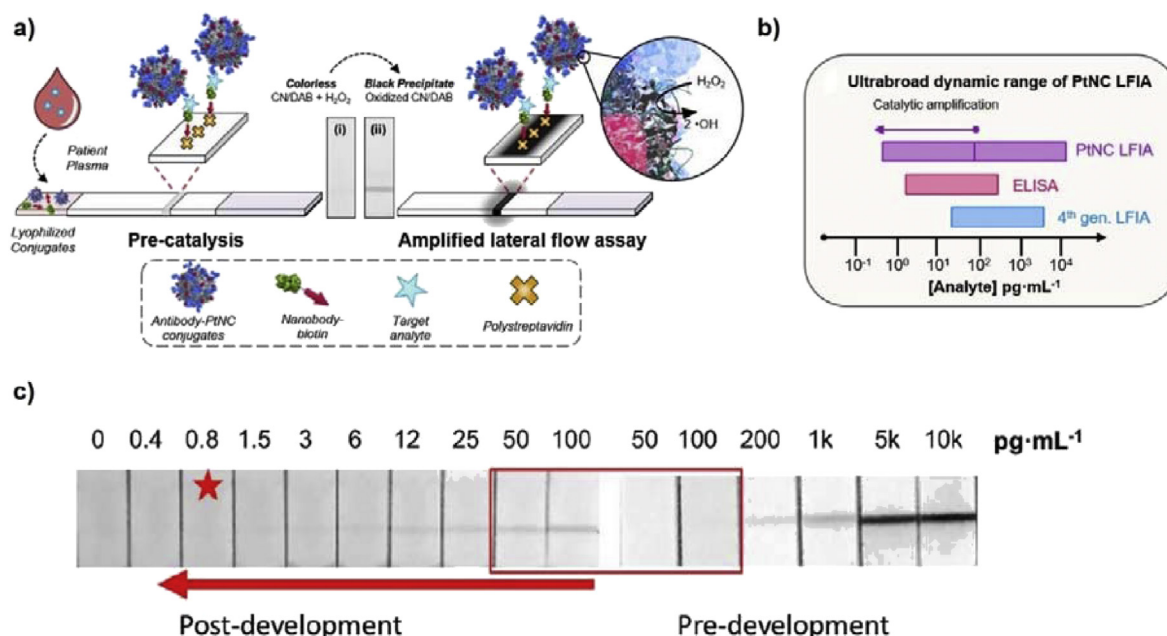 a)
Patient
Plasma
Lyophilized
Conjugates
Pre-catalysis
Colorless
CN/DAB + H₂O₂
Black Precipitate
Oxidized CN/DAB
(i)
(ii)
H₂O₂
2 •OH
Amplified lateral flow assay
Antibody-PtNC
conjugates
Nanobody-
biotin
Target
analyte
Polystreptavidin
b)
Ultrabroad dynamic range of PtNC LFIA
Catalytic amplification
PtNC LFIA
ELISA
4th gen. LFIA
10⁻¹ 10⁰ 10¹ 10² 10³ 10⁴
[Analyte] pg·mL⁻¹
c)
0 0.4 0.8 1.5 3 6 12 25 50 100 50 100 200 1k 5k 10k pg·mL⁻¹
Post-development Pre-development